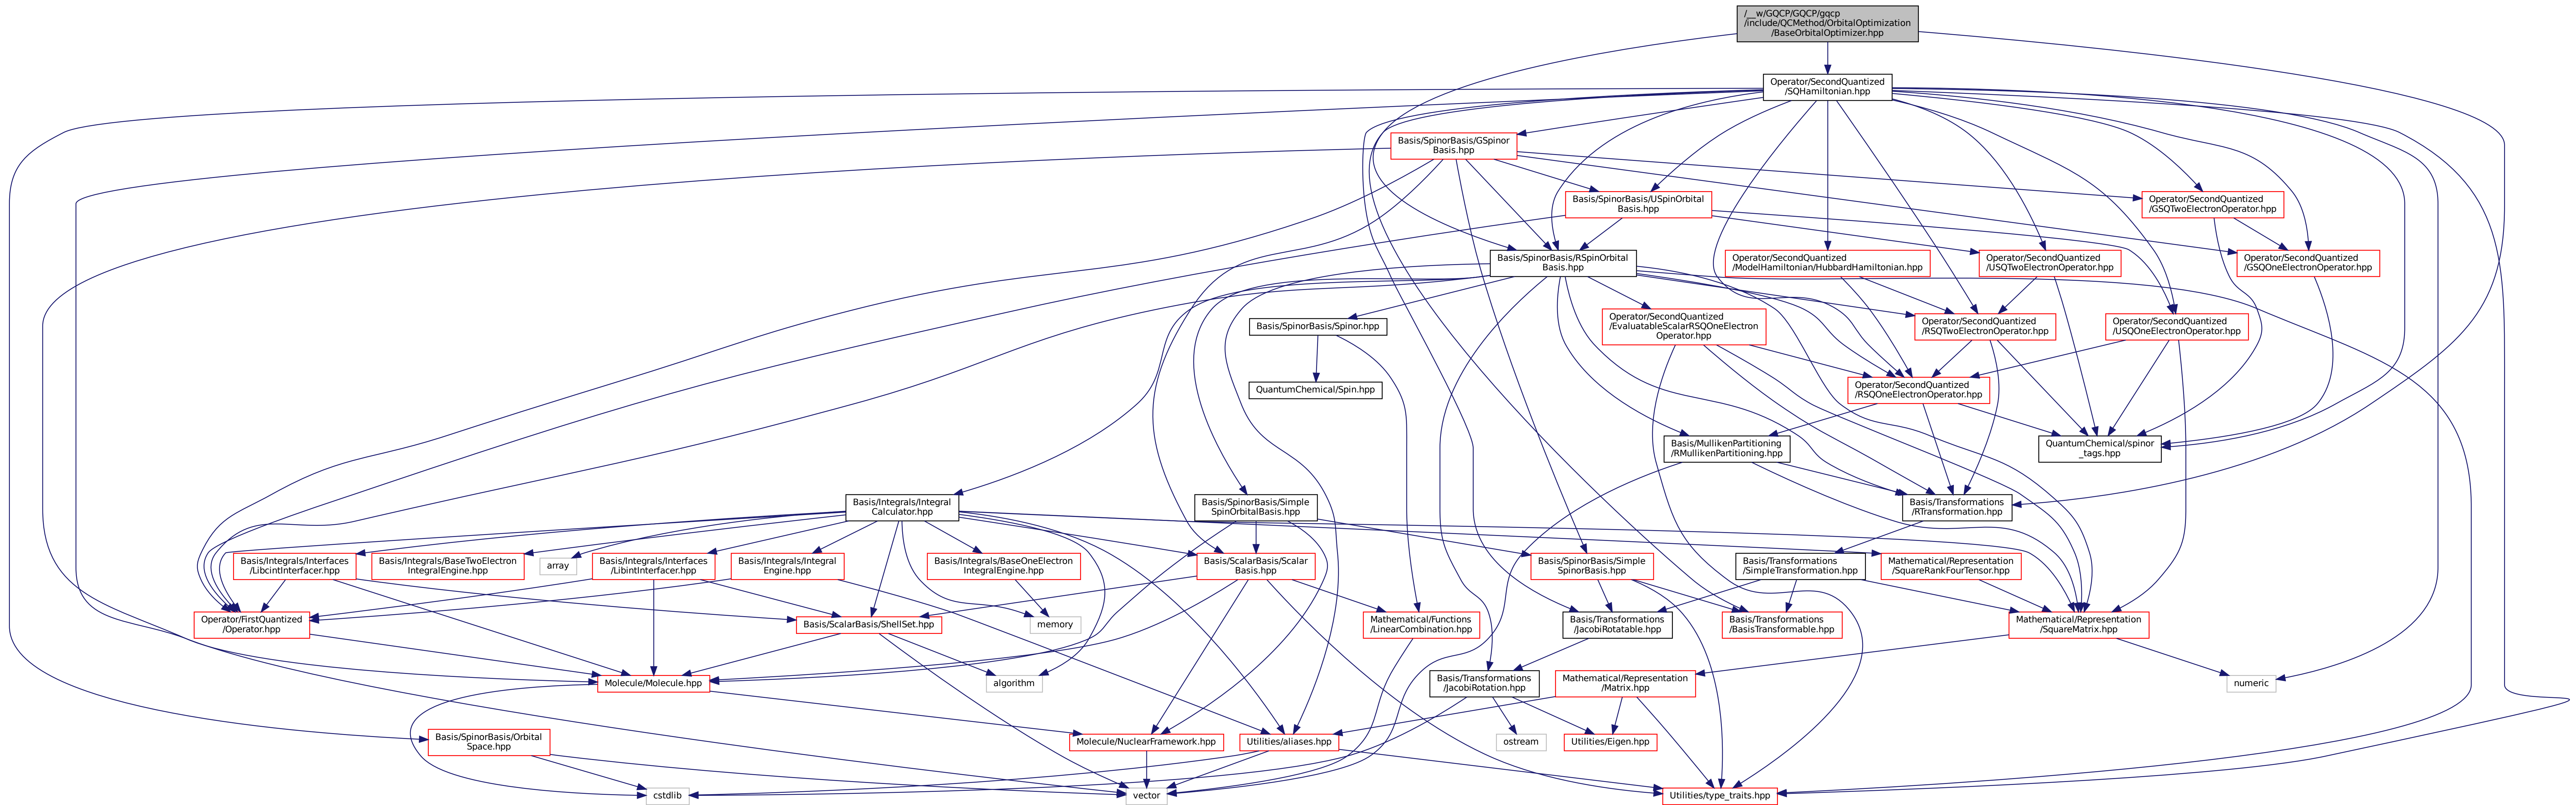 /__w/GQCP/GQCP/gqcp
/include/QCMethod/OrbitalOptimization
/BaseOrbitalOptimizer.hpp
Operator/SecondQuantized
/SQHamiltonian.hpp
Basis/SpinorBasis/GSpinor
Basis.hpp
Basis/SpinorBasis/USpinOrbital
Basis.hpp
Operator/SecondQuantized
/GSQTwoElectronOperator.hpp
Basis/SpinorBasis/RSpinOrbital
Basis.hpp
Operator/SecondQuantized
/ModelHamiltonian/HubbardHamiltonian.hpp
Operator/SecondQuantized
/USQTwoElectronOperator.hpp
Operator/SecondQuantized
/GSQOneElectronOperator.hpp
Basis/SpinorBasis/Spinor.hpp
Operator/SecondQuantized
/EvaluatableScalarRSQOneElectron
Operator.hpp
Operator/SecondQuantized
/RSQTwoElectronOperator.hpp
Operator/SecondQuantized
/USQOneElectronOperator.hpp
QuantumChemical/Spin.hpp
Operator/SecondQuantized
/RSQOneElectronOperator.hpp
Basis/MullikenPartitioning
/RMullikenPartitioning.hpp
QuantumChemical/spinor
_tags.hpp
Basis/Integrals/Integral
Calculator.hpp
Basis/SpinorBasis/Simple
SpinOrbitalBasis.hpp
Basis/Transformations
/RTransformation.hpp
Basis/Integrals/Interfaces
/LibcintInterfacer.hpp
Basis/Integrals/BaseTwoElectron
IntegralEngine.hpp
array
Basis/Integrals/Interfaces
/LibintInterfacer.hpp
Basis/Integrals/Integral
Engine.hpp
Basis/Integrals/BaseOneElectron
IntegralEngine.hpp
Basis/ScalarBasis/Scalar
Basis.hpp
Basis/SpinorBasis/Simple
SpinorBasis.hpp
Basis/Transformations
/SimpleTransformation.hpp
Mathematical/Representation
/SquareRankFourTensor.hpp
Operator/FirstQuantized
/Operator.hpp
Basis/ScalarBasis/ShellSet.hpp
memory
Mathematical/Functions
/LinearCombination.hpp
Basis/Transformations
/JacobiRotatable.hpp
Basis/Transformations
/BasisTransformable.hpp
Mathematical/Representation
/SquareMatrix.hpp
Molecule/Molecule.hpp
algorithm
Basis/Transformations
/JacobiRotation.hpp
Mathematical/Representation
/Matrix.hpp
numeric
Basis/SpinorBasis/Orbital
Space.hpp
Molecule/NuclearFramework.hpp
Utilities/aliases.hpp
ostream
Utilities/Eigen.hpp
cstdlib
vector
Utilities/type_traits.hpp